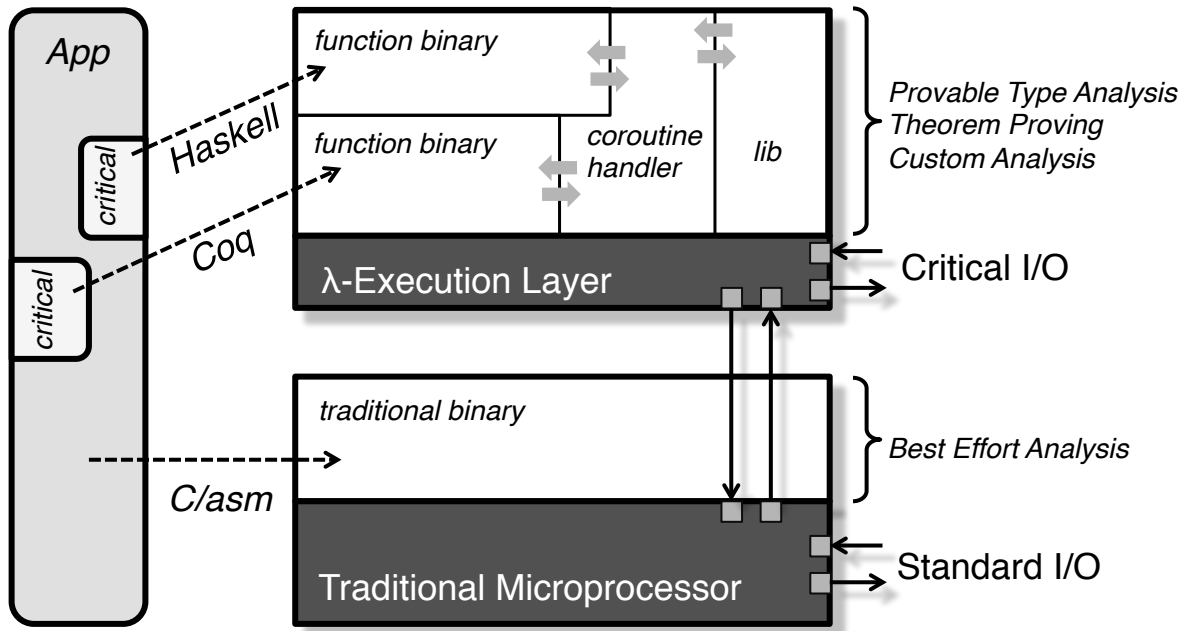 App
critical
critical
Haskell
Coq
C/asm
function binary
function binary
coroutine
handler
lib
λ-Execution Layer
Provable Type Analysis
Theorem Proving
Custom Analysis
Critical I/O
traditional binary
Best Effort Analysis
Traditional Microprocessor
Standard I/O